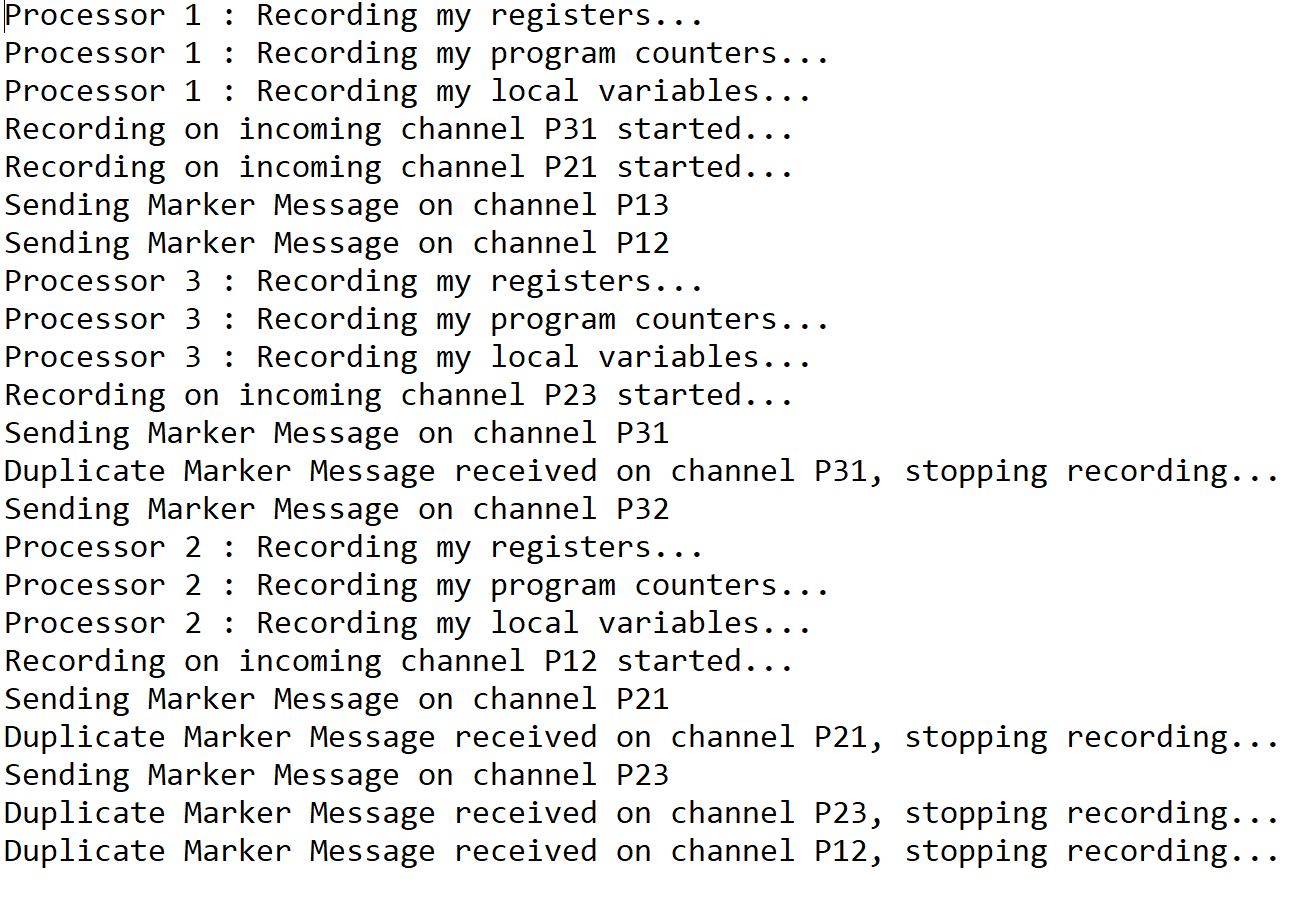 Processor 1 : Recording my registers...
Processor 1 : Recording my program counters...
Processor 1 : Recording my local variables...
Recording on incoming channel P31 started...
Recording on incoming channel P21 started...
Sending Marker Message on channel P13
Sending Marker Message on channel P12
Processor 3 : Recording my registers...
Processor 3 : Recording my program counters...
Processor 3 : Recording my local variables...
Recording on incoming channel P23 started...
Sending Marker Message on channel P31
Duplicate Marker Message received on channel P31, stopping recording...
Sending Marker Message on channel P32
Processor 2 : Recording my registers...
Processor 2 : Recording my program counters...
Processor 2 : Recording my local variables...
Recording on incoming channel P12 started...
Sending Marker Message on channel P21
Duplicate Marker Message received on channel P21, stopping recording...
Sending Marker Message on channel P23
Duplicate Marker Message received on channel P23, stopping recording...
Duplicate Marker Message received on channel P12, stopping recording...